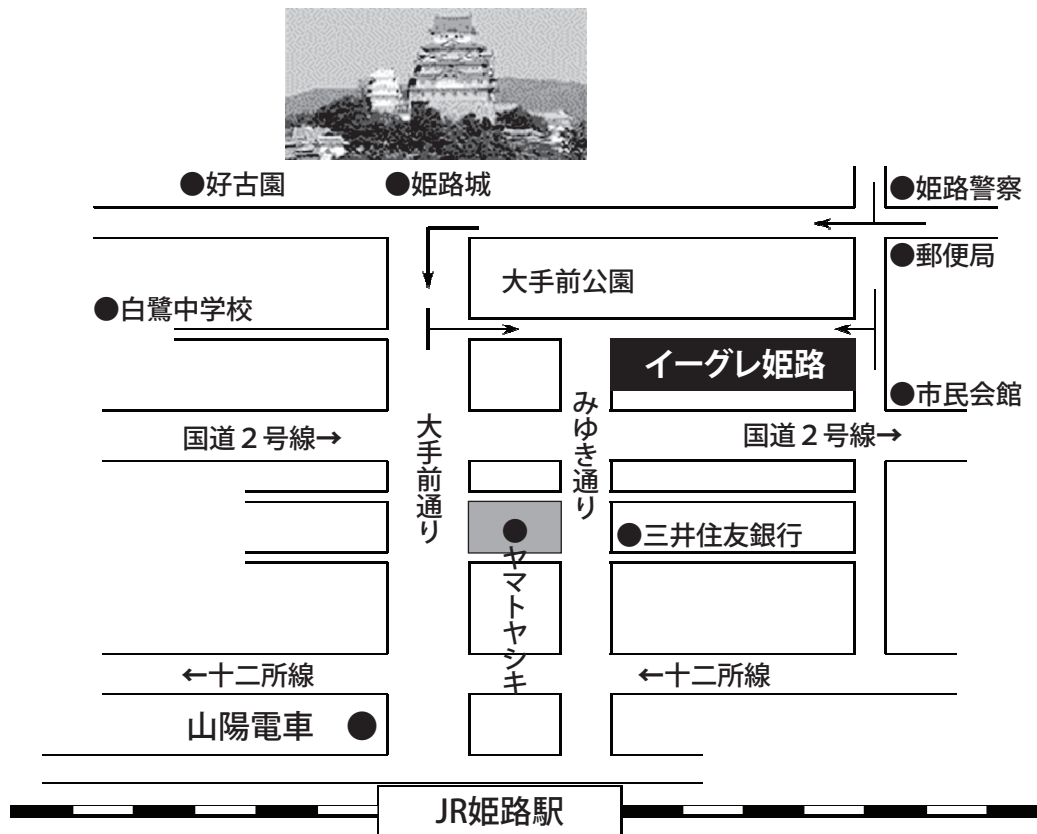 ●好古園
●姫路城
●姫路警察
●郵便局
大手前公園
●白鷺中学校
イーグレ姫路
●市民会館
国道２号線→
大手前通り
みゆき通り
国道２号線→
●ヤマトヤシキ
●三井住友銀行
←十二所線
←十二所線
山陽電車 ●
JR姫路駅